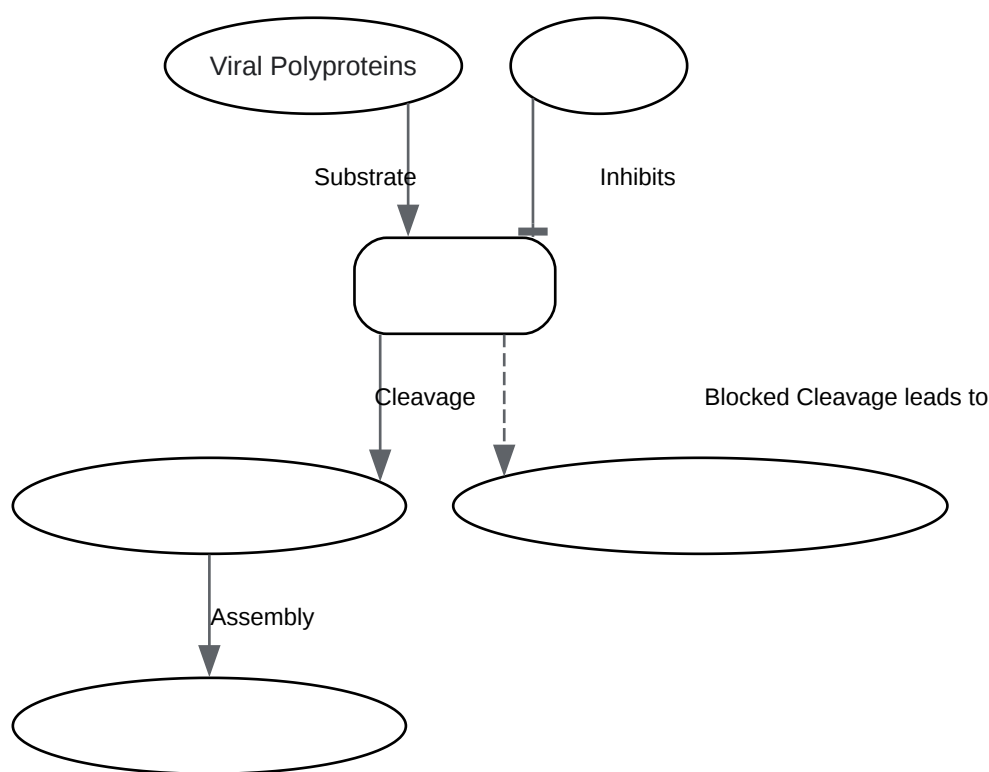 Viral Polyproteins
Substrate
Inhibits
Cleavage
Blocked Cleavage leads to
Assembly